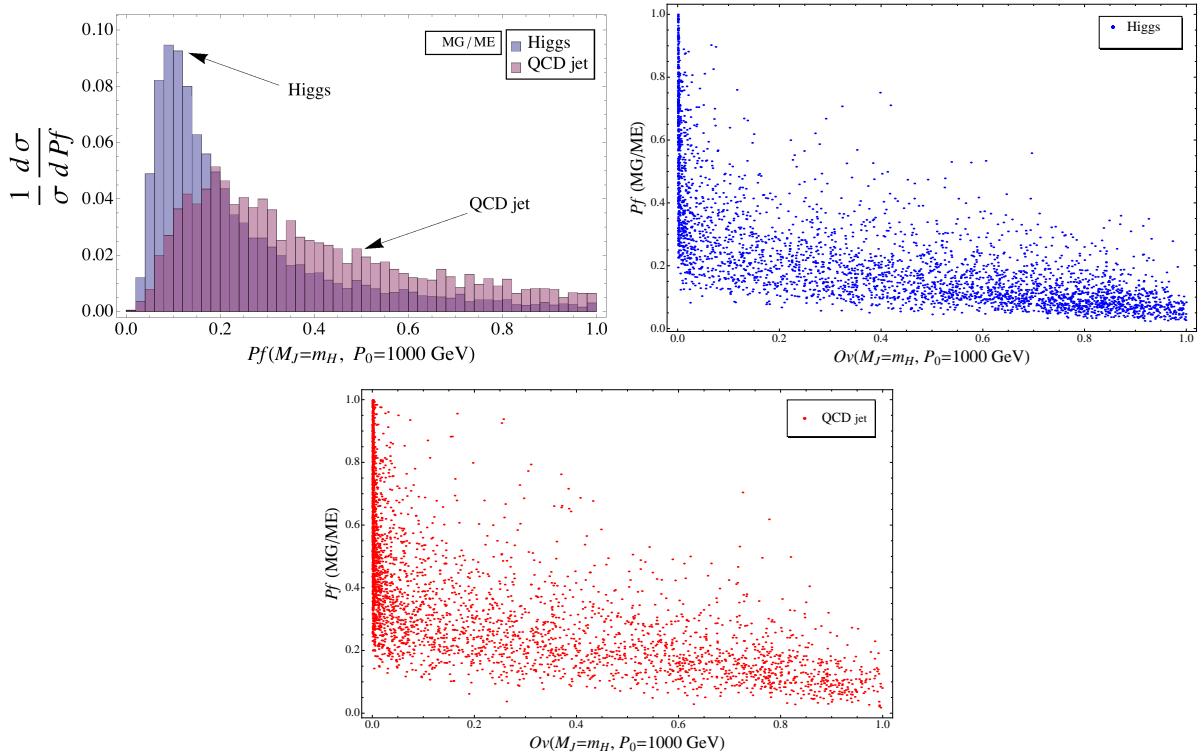 0.10
0.08
0.06
0.04
0.02
0.00
1 d σ
σ d Pf
MG/ME
Higgs
QCD jet
Higgs
QCD jet
0.0 0.2 0.4 0.6 0.8 1.0
Pf(M_J=m_H, P_0=1000 GeV)
1.0
0.8
0.6
0.4
0.2
0.0
Pf (MG/ME)
Higgs
0.0 0.2 0.4 0.6 0.8 1.0
Ov(M_J=m_H, P_0=1000 GeV)
1.0
0.8
0.6
0.4
0.2
0.0
Pf (MG/ME)
QCD jet
0.0 0.2 0.4 0.6 0.8 1.0
Ov(M_J=m_H, P_0=1000 GeV)